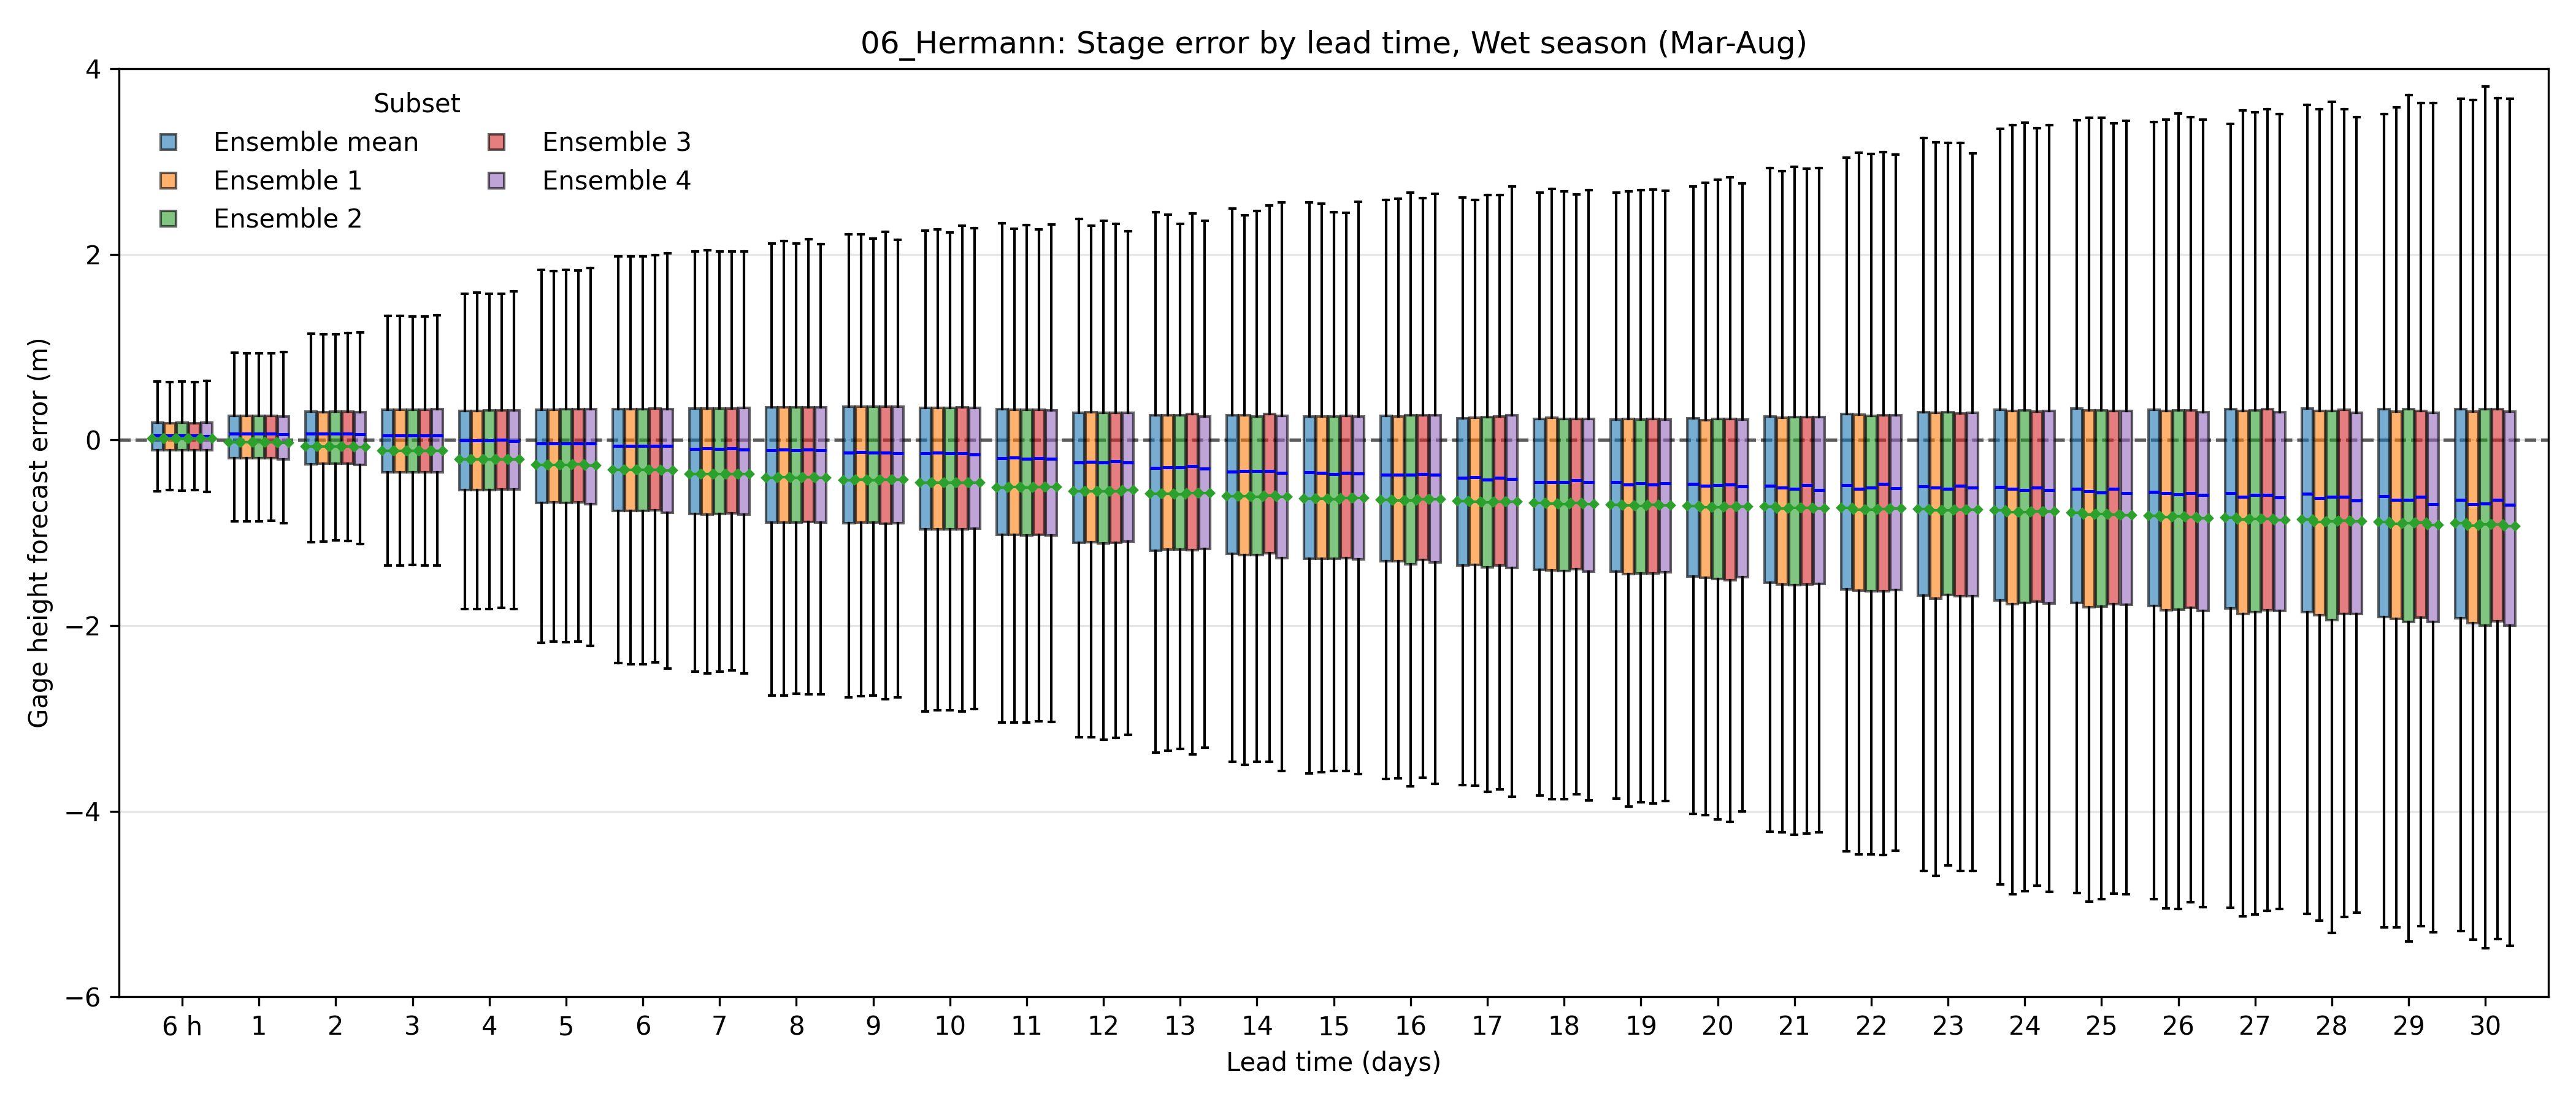 06_Hermann: Stage error by lead time, Wet season (Mar-Aug)
Subset
Ensemble mean
Ensemble 1
Ensemble 2
Ensemble 3
Ensemble 4
Gage height forecast error (m)
4
2
0
−2
−4
−6
6 h 1 2 3 4 5 6 7 8 9 10 11 12 13 14 15 16 17 18 19 20 21 22 23 24 25 26 27 28 29 30
Lead time (days)